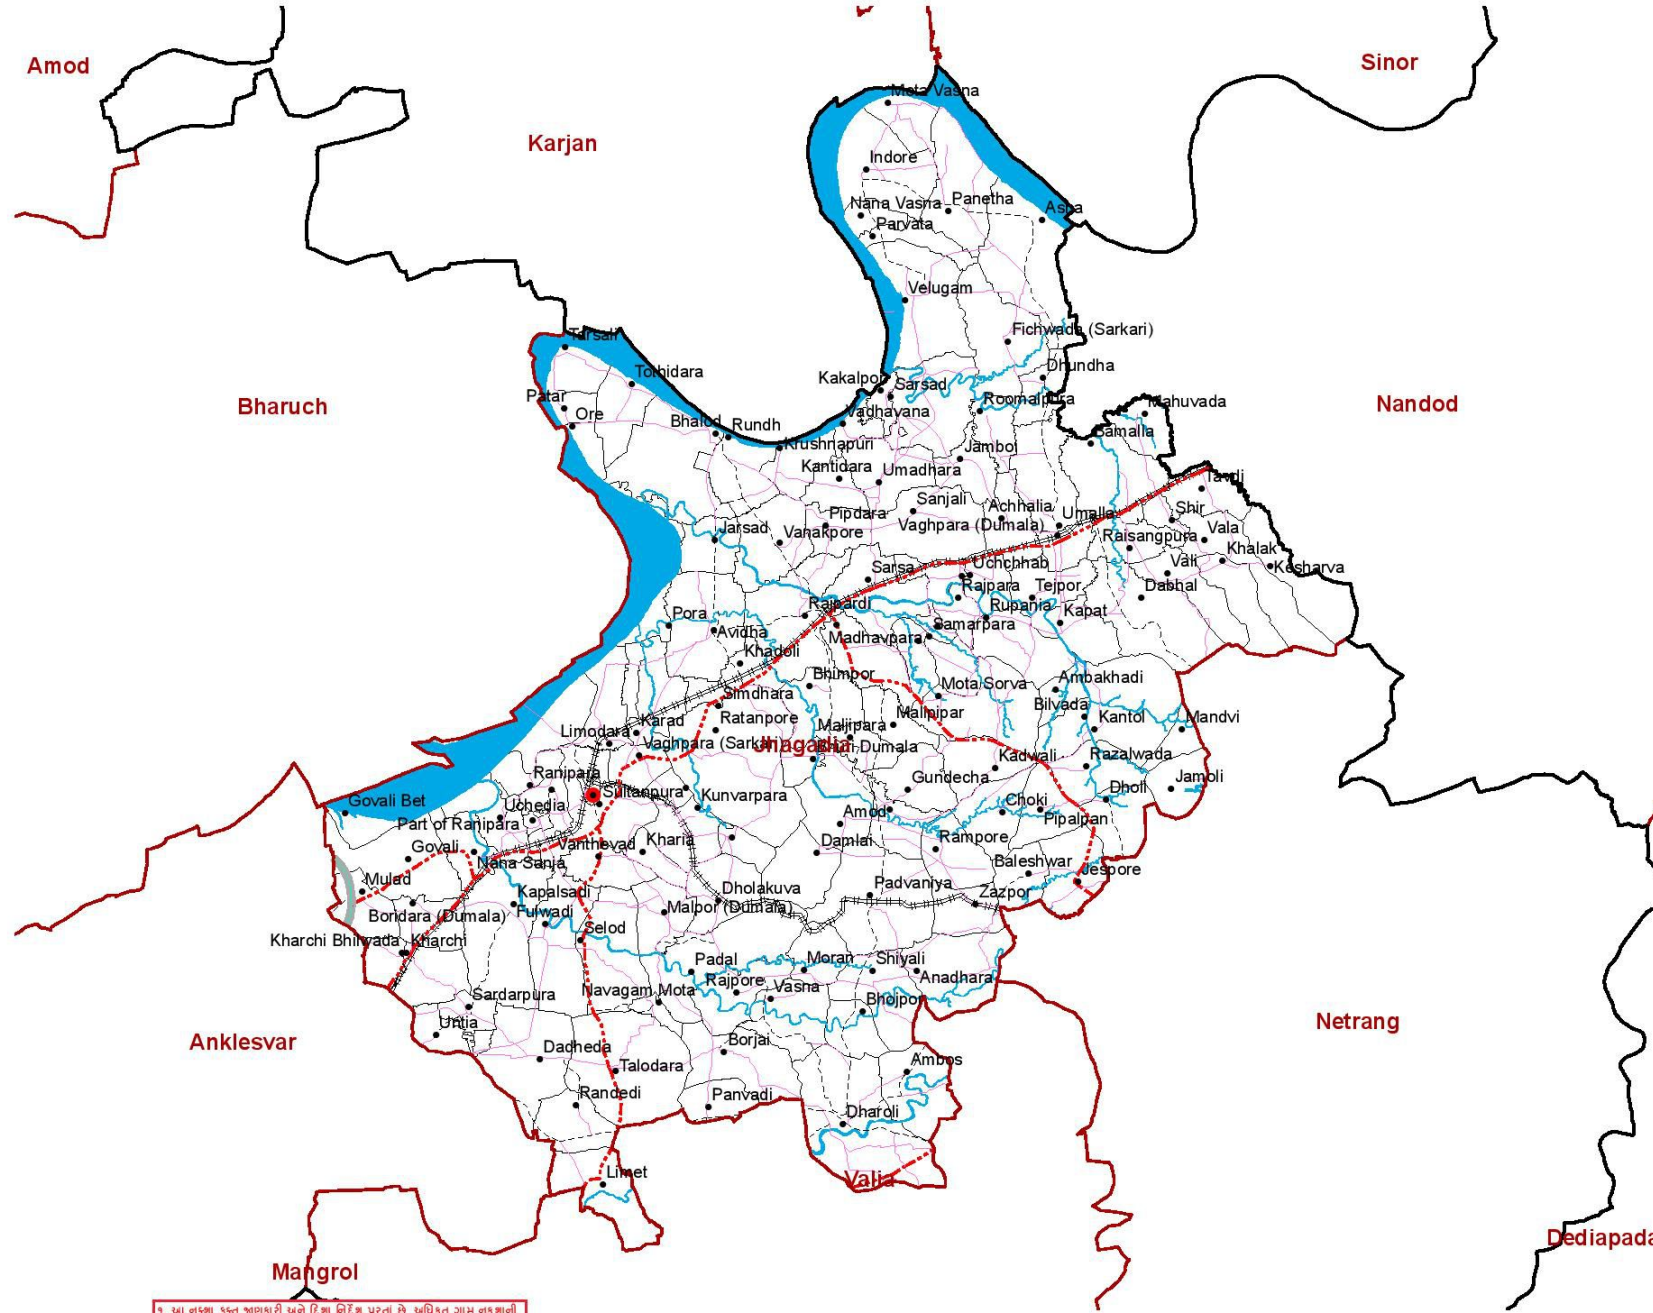 Amod
Sinor
Karjan
Mota Vasna
Indore
Nana Vasna
Panetha
Asha
Parvata
Velugam
Fichwada (Sarkari)
Tarsali
Tothidara
Dhundha
Kakalpor
Sarsad
Patar
Ore
Roomalpura
Mahuvada
Bharuch
Nandod
Bhalod
Rundh
Vadhavana
Samalla
Krushnapuri
Jamboi
Kantidara
Umadhara
Tavdi
Sanjali
Achhalia
Shir
Pipdara
Vaghpara (Dumala)
Umalla
Vala
Jarsad
Vanakpore
Raisangpura
Khalak
Vali
Kesharva
Sarsa
Uchchhab
Rajpara
Tejpor
Dabhal
Rajpardi
Rupania
Kapat
Pora
Avidha
Madhavpara
Samarpara
Khadoli
Bhimpor
Mota Sorva
Ambakhadi
Simdhara
Bilvada
Ratanpore
Malnipar
Kantol
Mandvi
Karad
Limodara
Maljipara
Vaghpara (Sarkari)
Jhagadia
Dumala
Kadwali
Razalwada
Ranipara
Gundecha
Jamoli
Sultanpura
Kunvarpara
Dholi
Govali Bet
Uchedia
Choki
Part of Ranipara
Amod
Pipalpan
Govali
Vanthevad
Kharia
Damlai
Rampore
Nana Sanja
Baleshwar
Jespore
Mulad
Kapalsadi
Dholakuva
Padvaniya
Zazpor
Boridara (Dumala)
Fulwadi
Malpor (Dumala)
Selod
Kharchi Bhilvada
Kharchi
Padal
Moran
Shiyali
Anadhara
Rajpore
Navagam Mota
Vasna
Bhojpor
Sardarpura
Untia
Netrang
Anklesvar
Borjai
Dadheda
Talodara
Ambos
Randedi
Panvadi
Dharoli
Limet
Valia
Dediapada
Mangrol